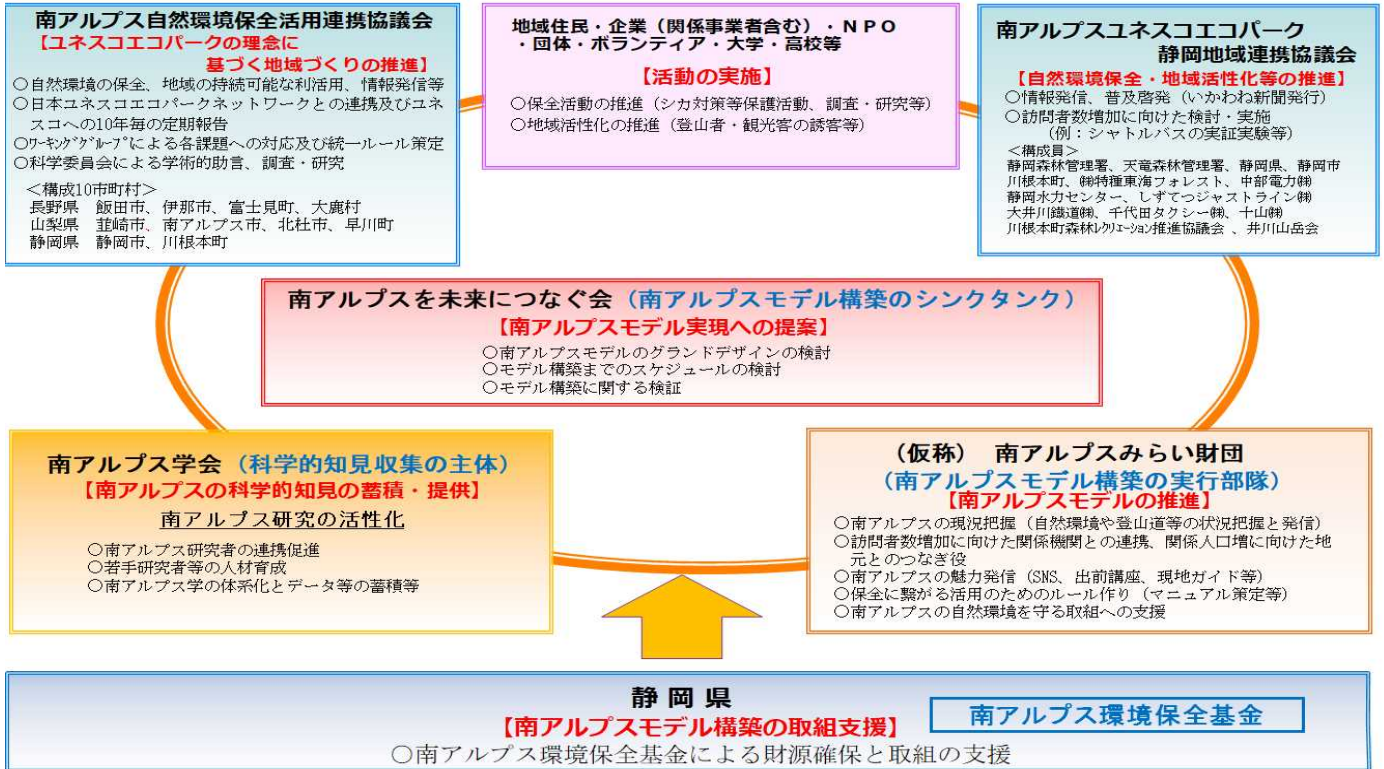 南アルプス自然環境保全活用連携協議会
【ユネスコエコパークの理念に
基づく地域づくりの推進】
○自然環境の保全、地域の持続可能な利活用、情報発信等
○日本ユネスコエコパークネットワークとの連携及びユネ
スコへの10年毎の定期報告
○ワーキンググループによる各課題への対応及び統一ルール策定
○科学委員会による学術的助言、調査・研究
＜構成10市町村＞
長野県 飯田市、伊那市、富士見町、大鹿村
山梨県 韮崎市、南アルプス市、北杜市、早川町
静岡県 静岡市、川根本町
地域住民・企業（関係事業者含む）・ＮＰＯ
・団体・ボランティア・大学・高校等
【活動の実施】
○保全活動の推進（シカ対策等保護活動、調査・研究等）
○地域活性化の推進（登山者・観光客の誘客等）
南アルプスユネスコエコパーク
静岡地域連携協議会
【自然環境保全・地域活性化等の推進】
○情報発信、普及啓発（いかわね新聞発行）
○訪問者数増加に向けた検討・実施
（例：シャトルバスの実証実験等）
＜構成員＞
静岡森林管理署、天竜森林管理署、静岡県、静岡市
川根本町、㈱特種東海フォレスト、中部電力㈱
静岡水力センター、しずてつジャストライン㈱
大井川鐵道㈱、千代田タクシー㈱、十山㈱
川根本町森林ﾚｸﾘｴｰｼｮﾝ推進協議会 、井川山岳会
南アルプスを未来につなぐ会（南アルプスモデル構築のシンクタンク）
【南アルプスモデル実現への提案】
○南アルプスモデルのグランドデザインの検討
○モデル構築までのスケジュールの検討
○モデル構築に関する検証
南アルプス学会（科学的知見収集の主体）
【南アルプスの科学的知見の蓄積・提供】
南アルプス研究の活性化
○南アルプス研究者の連携促進
○若手研究者等の人材育成
○南アルプス学の体系化とデータ等の蓄積等
（仮称） 南アルプスみらい財団
（南アルプスモデル構築の実行部隊）
【南アルプスモデルの推進】
○南アルプスの現況把握（自然環境や登山道等の状況把握と発信）
○訪問者数増加に向けた関係機関との連携、関係人口増に向けた地
元とのつなぎ役
○南アルプスの魅力発信（SNS、出前講座、現地ガイド等）
○保全に繋がる活用のためのルール作り（マニュアル策定等）
○南アルプスの自然環境を守る取組への支援
静岡県
【南アルプスモデル構築の取組支援】
南アルプス環境保全基金
○南アルプス環境保全基金による財源確保と取組の支援